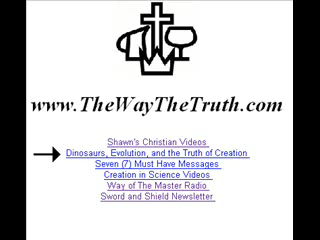 www.TheWayTheTruth.com
Shawn's Christian Videos
Dinosaurs, Evolution, and the Truth of Creation
Seven (7) Must Have Messages
Creation in Science Videos
Way of The Master Radio
Sword and Shield Newsletter